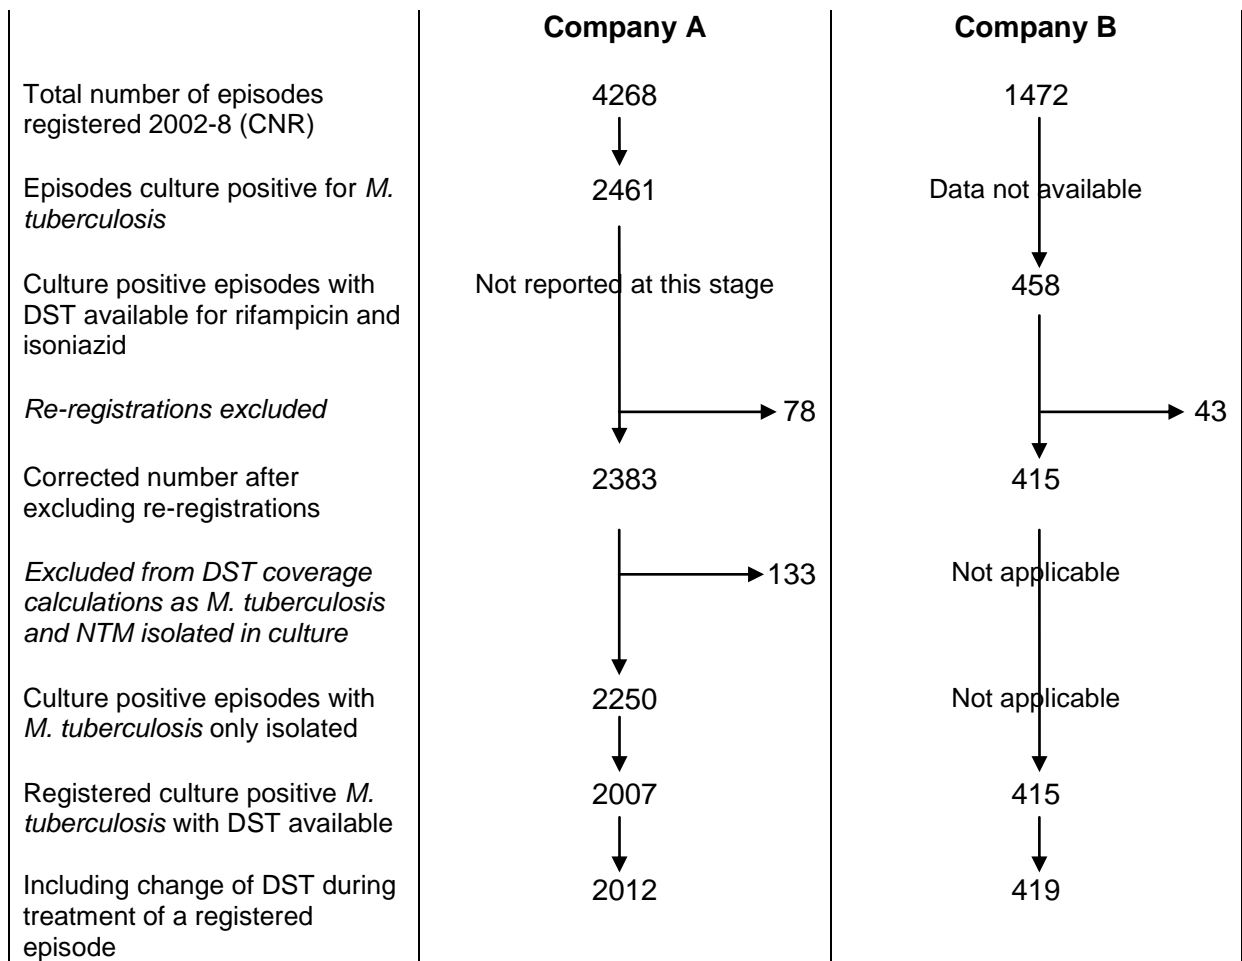 Company A
Company B
Total number of episodes
registered 2002-8 (CNR)
4268
1472
Episodes culture positive for M.
tuberculosis
2461
Data not available
Culture positive episodes with
DST available for rifampicin and
isoniazid
Not reported at this stage
458
Re-registrations excluded
78
43
Corrected number after
excluding re-registrations
2383
415
Excluded from DST coverage
calculations as M. tuberculosis
and NTM isolated in culture
133
Not applicable
Culture positive episodes with
M. tuberculosis only isolated
2250
Not applicable
Registered culture positive M.
tuberculosis with DST available
2007
415
Including change of DST during
treatment of a registered
episode
2012
419